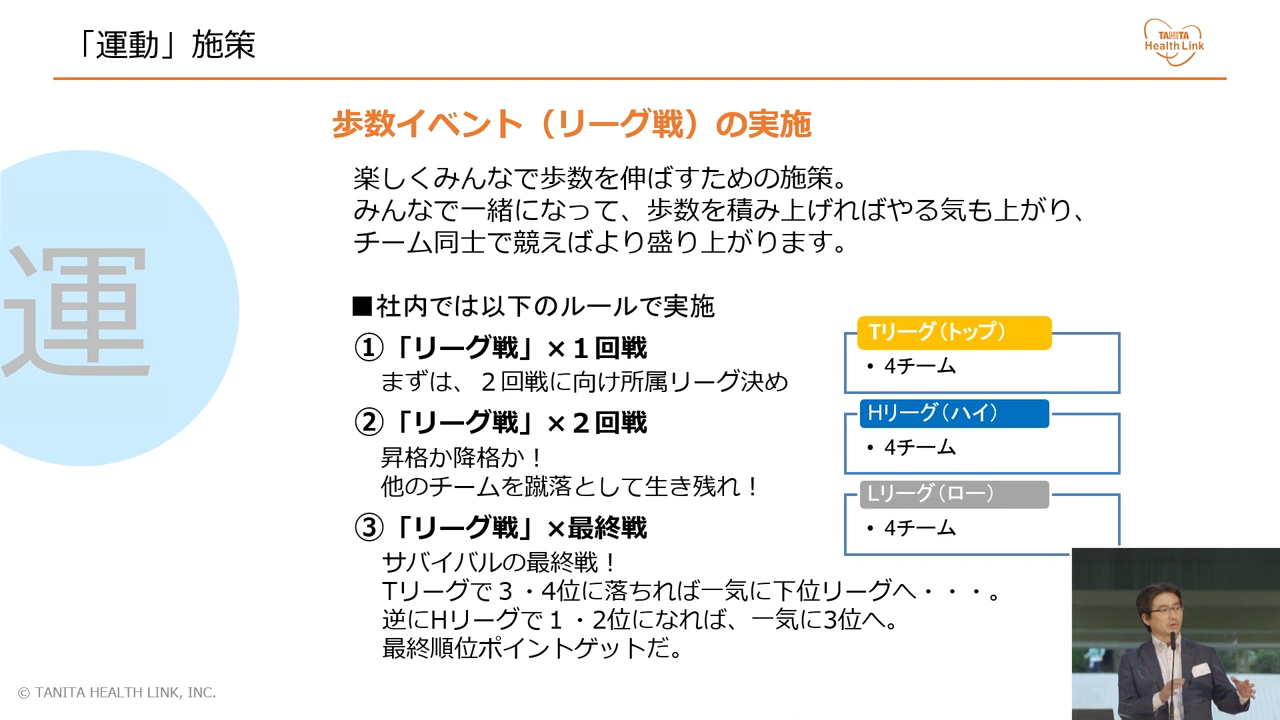 「運動」施策
TANITA
Health Link
歩数イベント（リーグ戦）の実施
楽しくみんなで歩数を伸ばすための施策。
みんなで一緒になって、歩数を積み上げればやる気も上がり、
チーム同士で競えばより盛り上がります。
運
■社内では以下のルールで実施
①「リーグ戦」×１回戦
まずは、２回戦に向け所属リーグ決め
②「リーグ戦」×２回戦
昇格か降格か！
他のチームを蹴落として生き残れ！
③「リーグ戦」×最終戦
サバイバルの最終戦！
Tリーグで３・4位に落ちれば一気に下位リーグへ・・・。
逆にHリーグで１・2位になれば、一気に3位へ。
最終順位ポイントゲットだ。
Tリーグ（トップ）
• 4チーム
Hリーグ（ハイ）
• 4チーム
Lリーグ（ロー）
• 4チーム
© TANITA HEALTH LINK, INC.